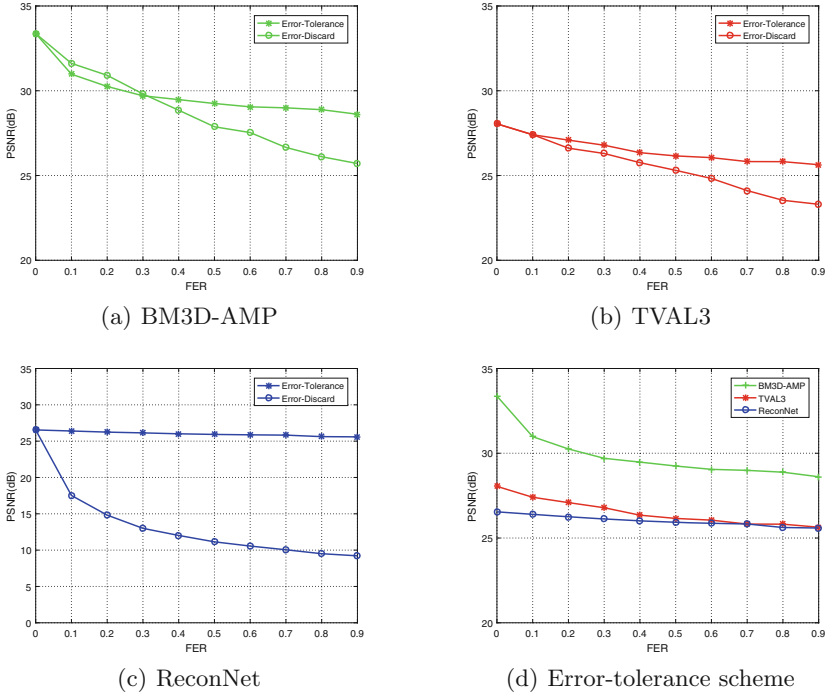 35
30
25
20
PSNR(dB)
Error-Tolerance
Error-Discard
0 0.1 0.2 0.3 0.4 0.5 0.6 0.7 0.8 0.9
FER
(a) BM3D-AMP
35
30
25
20
PSNR(dB)
Error-Tolerance
Error-Discard
0 0.1 0.2 0.3 0.4 0.5 0.6 0.7 0.8 0.9
FER
(b) TVAL3
35
30
25
20
15
10
5
0
PSNR(dB)
Error-Tolerance
Error-Discard
0 0.1 0.2 0.3 0.4 0.5 0.6 0.7 0.8 0.9
FER
(c) ReconNet
35
30
25
20
PSNR(dB)
BM3D-AMP
TVAL3
ReconNet
0 0.1 0.2 0.3 0.4 0.5 0.6 0.7 0.8 0.9
FER
(d) Error-tolerance scheme